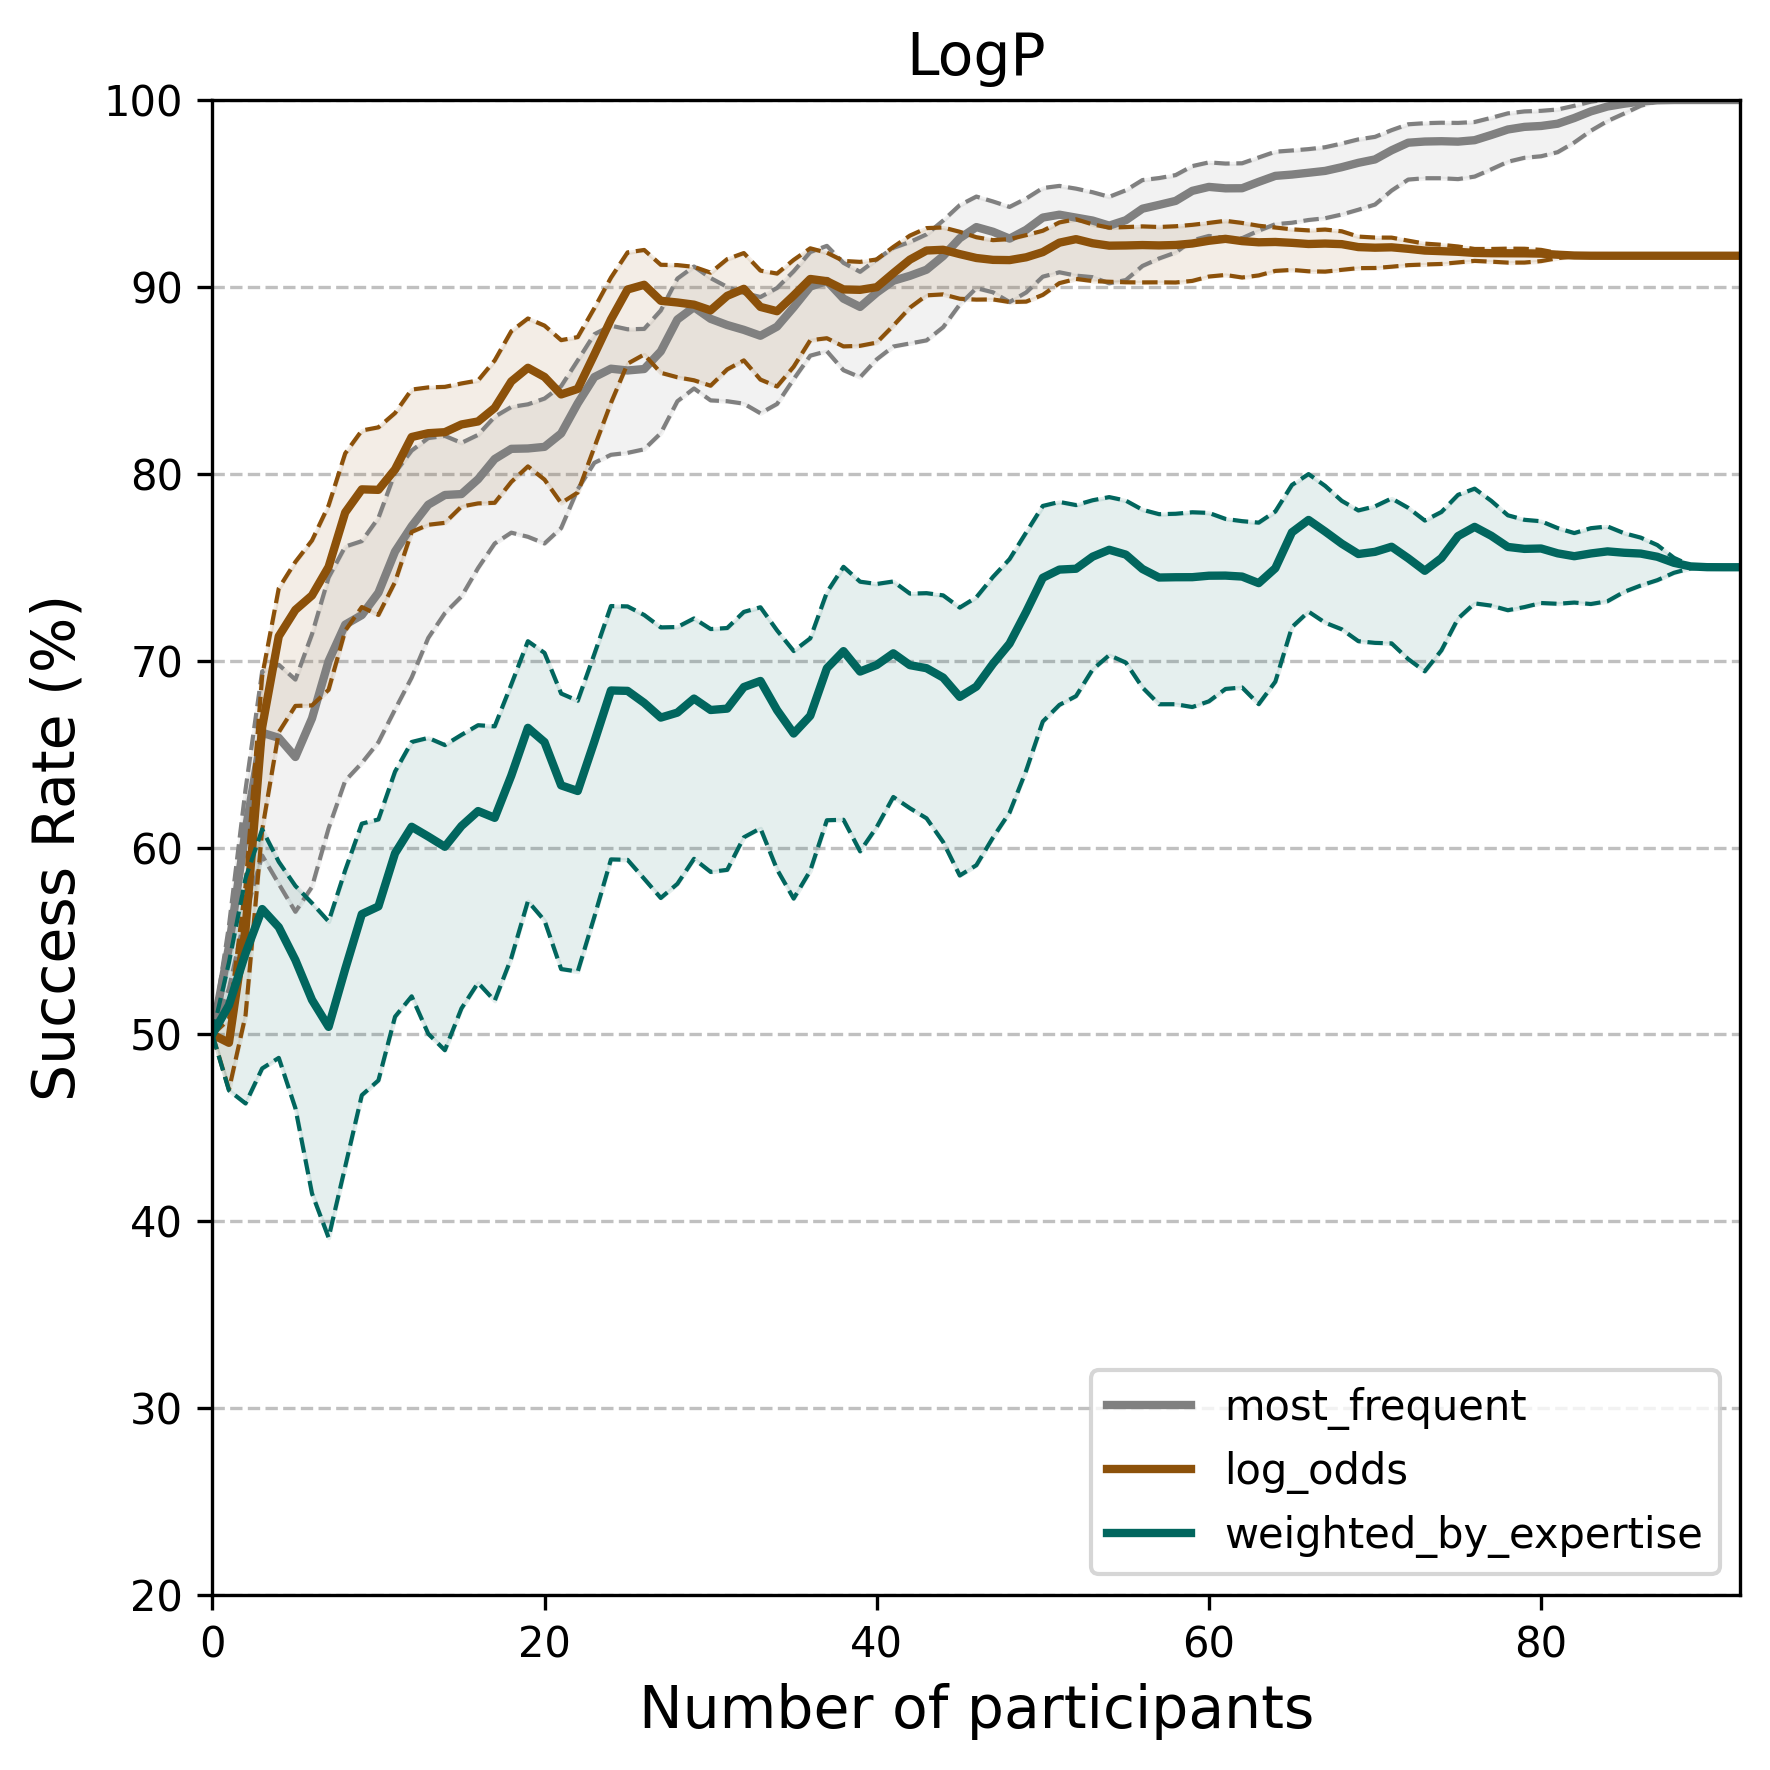 LogP
100
90
80
70
60
50
40
30
20
Success Rate (%)
0 20 40 60 80
Number of participants
most_frequent
log_odds
weighted_by_expertise